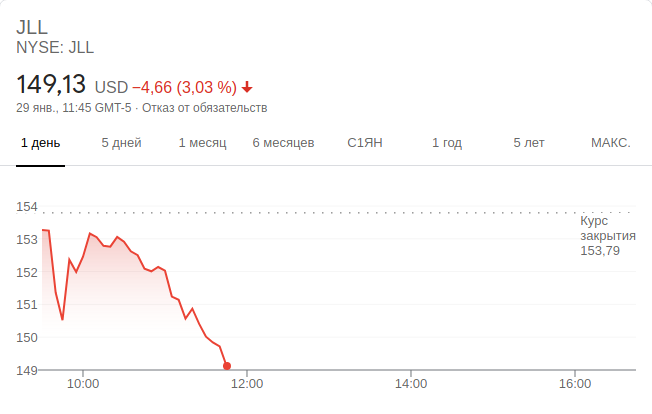 JLL
NYSE: JLL
149,13 USD −4,66 (3,03 %)
29 янв., 11:45 GMT-5 · Отказ от обязательств
1 день 5 дней 1 месяц 6 месяцев С1ЯН 1 год 5 лет МАКС.
154
Курс
153
закрытия
153,79
152
151
150
149
10:00 12:00 14:00 16:00